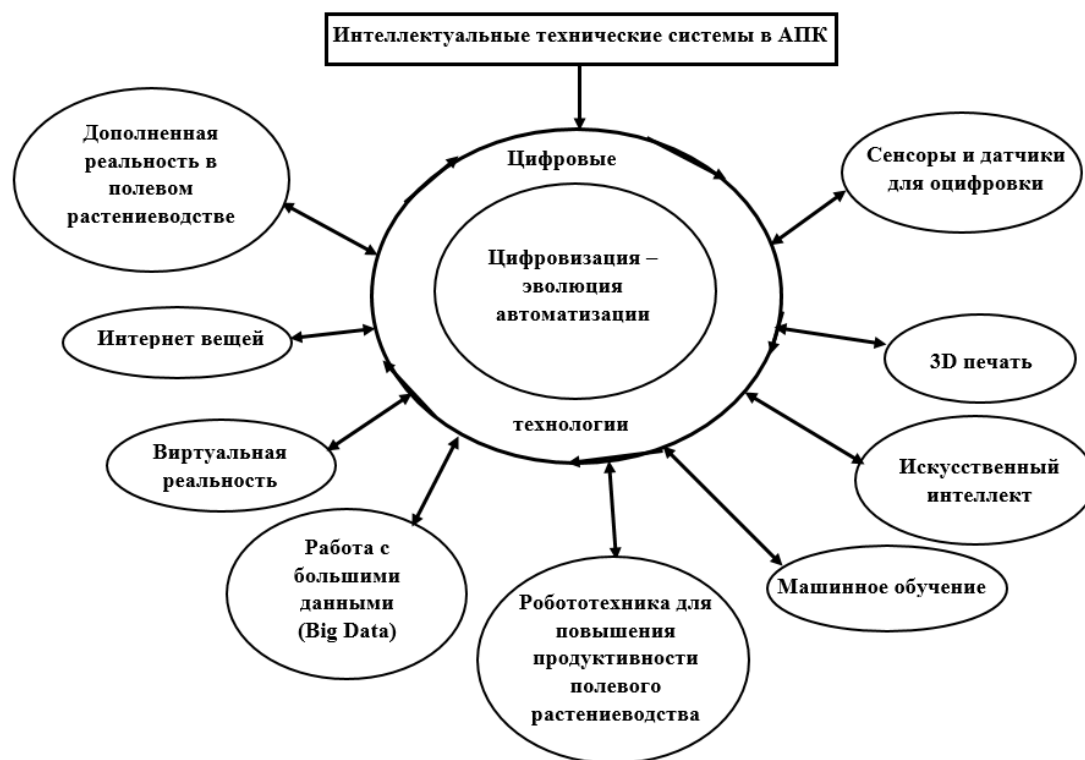 Интеллектуальные технические системы в АПК
Дополненная
реальность в
полевом
растениеводстве
Цифровые
Сенсоры и датчики
для оцифровки
Цифровизация –
эволюция
автоматизации
Интернет вещей
3D печать
технологии
Виртуальная
реальность
Искусственный
интеллект
Работа с
большими
данными
(Big Data)
Машинное обучение
Робототехника для
повышения
продуктивности
полевого
растениеводства